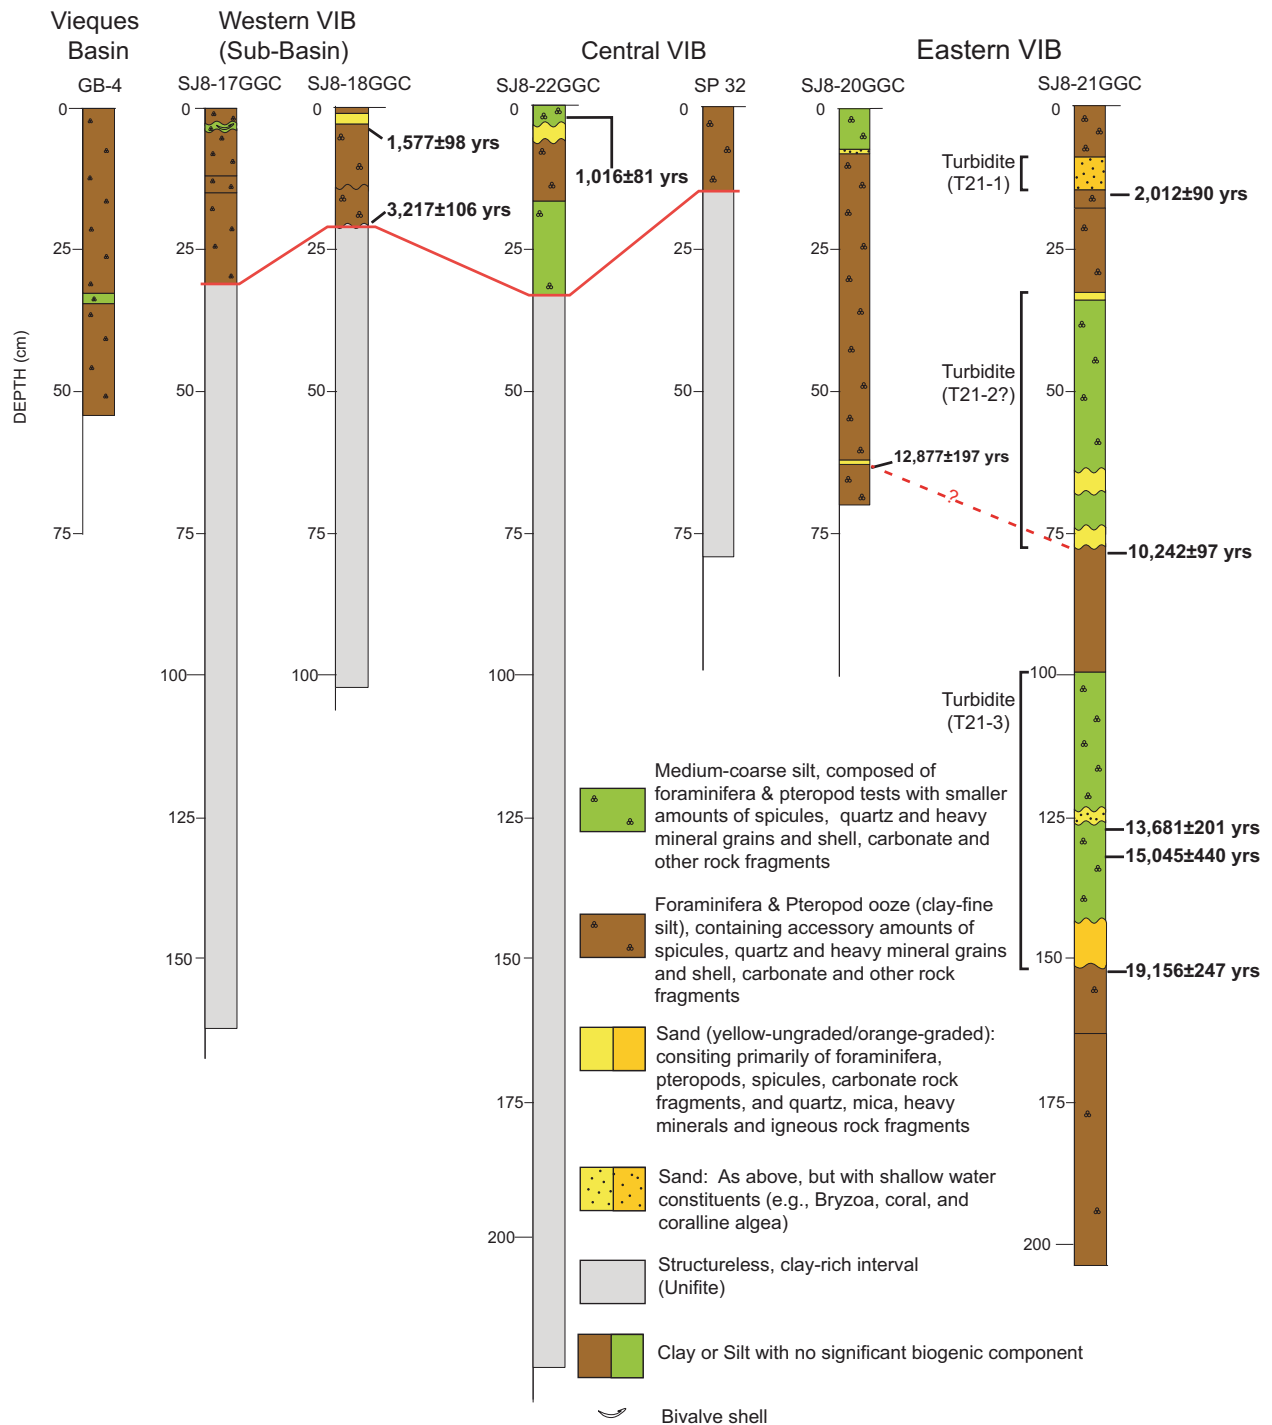 Vieques
Basin
Western VIB
(Sub-Basin)
Central VIB
Eastern VIB
GB-4
SJ8-17GGC
SJ8-18GGC
SJ8-22GGC
SP 32
SJ8-20GGC
SJ8-21GGC
DEPTH (cm)
0
25
50
75
0
25
50
75
100
125
150
0
25
50
75
100
1,577±98 yrs
3,217±106 yrs
0
25
50
75
100
125
150
175
200
1,016±81 yrs
0
25
50
75
0
25
50
75
12,877±197 yrs
?
0
25
50
75
100
125
150
175
200
Turbidite
(T21-1)
2,012±90 yrs
Turbidite
(T21-2?)
10,242±97 yrs
Turbidite
(T21-3)
13,681±201 yrs
15,045±440 yrs
19,156±247 yrs
Medium-coarse silt, composed of
foraminifera & pteropod tests with smaller
amounts of spicules, quartz and heavy
mineral grains and shell, carbonate and
other rock fragments
Foraminifera & Pteropod ooze (clay-fine
silt), containing accessory amounts of
spicules, quartz and heavy mineral grains
and shell, carbonate and other rock
fragments
Sand (yellow-ungraded/orange-graded):
consiting primarily of foraminifera,
pteropods, spicules, carbonate rock
fragments, and quartz, mica, heavy
minerals and igneous rock fragments
Sand: As above, but with shallow water
constituents (e.g., Bryzoa, coral, and
coralline algea)
Structureless, clay-rich interval
(Unifite)
Clay or Silt with no significant biogenic component
Bivalve shell